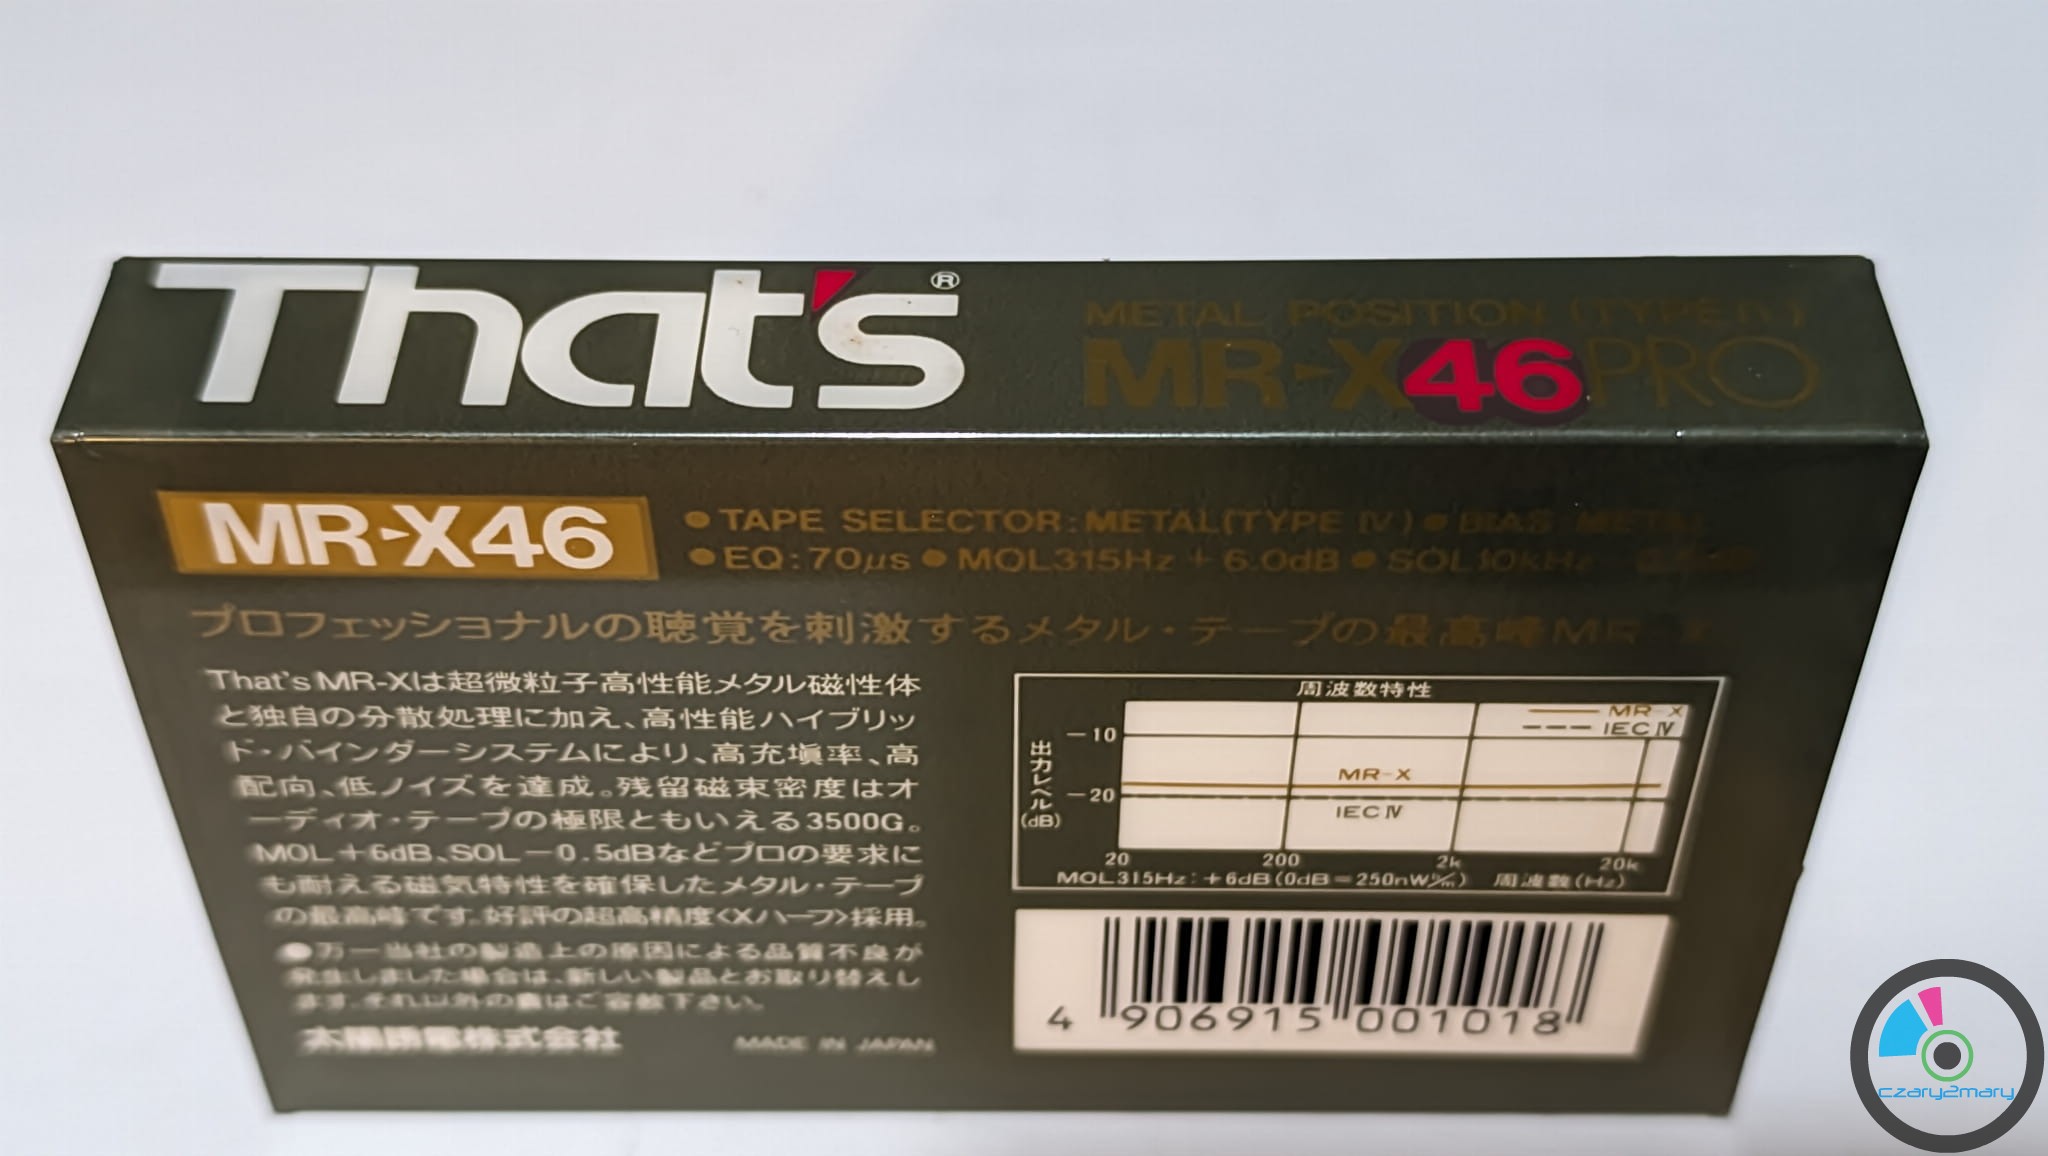 That's®
METAL POSITION (TYPE IV)
MR-X46PRO
MR-X46
●TAPE SELECTOR:METAL(TYPE IV)●BIAS METAL
●EQ:70μs●MOL315Hz+6.0dB●SOL10kHz
プロフェッショナルの聴覚を刺激するメタル・テープの最高峰MR-X
That's MR-Xは超微粒子高性能メタル磁性体
と独自の分散処理に加え、高性能ハイブリッ
ド・バインダーシステムにより、高充塡率、高
配向、低ノイズを達成。残留磁束密度はオ
ーディオ・テープの極限ともいえる3500G。
MOL+6dB、SOL-0.5dBなどプロの要求に
も耐える磁気特性を確保したメタル・テープ
の最高峰です。好評の超高精度〈Xハーフ〉採用。
●万一当社の製造上の原因による品質不良が
発生しました場合は、新しい製品とお取り替えし
ます。それ以外の責はご容赦下さい。
太陽誘電株式会社
MADE IN JAPAN
周波数特性
MR-X
IEC IV
出力レベル(dB)
-10
-20
MR-X
IEC IV
20 200 2k 20k
MOL315Hz:+6dB(0dB=250nWb/m) 周波数(Hz)
4 906915 001018
czary2mary